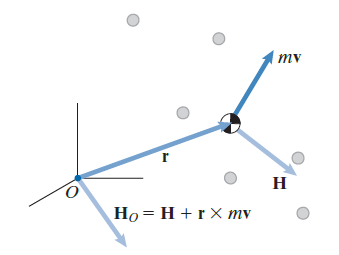 mv
r
H
O
H_O = H + r × mv